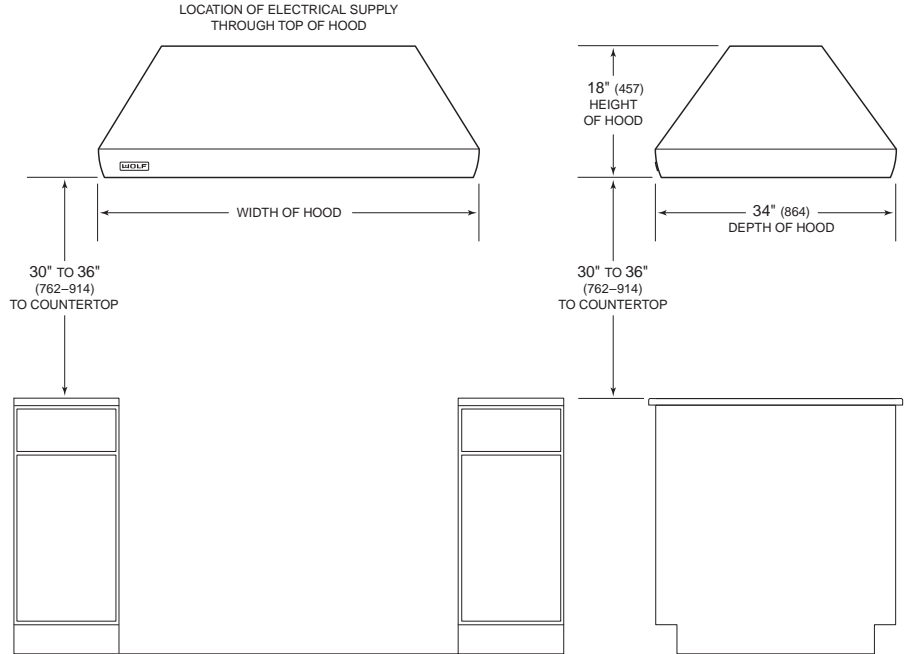 LOCATION OF ELECTRICAL SUPPLY
THROUGH TOP OF HOOD
WOLF
WIDTH OF HOOD
30" TO 36"
(762–914)
TO COUNTERTOP
18" (457)
HEIGHT
OF HOOD
34" (864)
DEPTH OF HOOD
30" TO 36"
(762–914)
TO COUNTERTOP